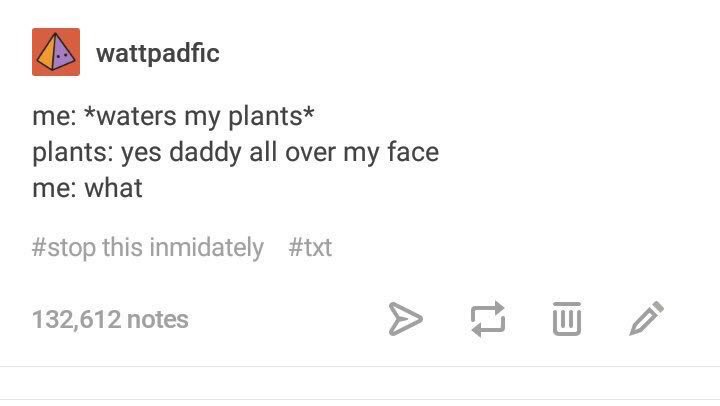 wattpadfic
me: *waters my plants*
plants: yes daddy all over my face
me: what
#stop this inmidately #txt
132,612 notes